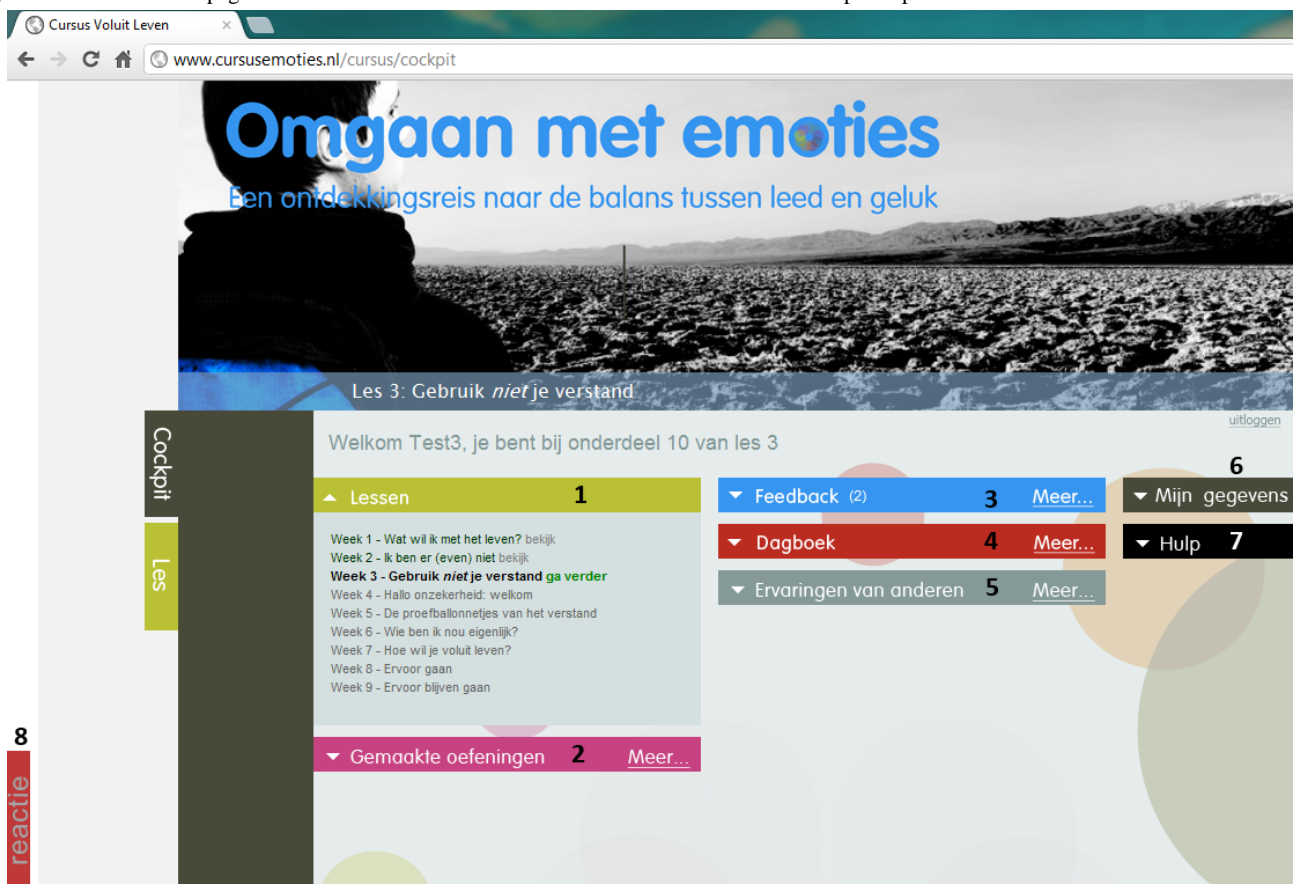 Cursus Voluit Leven
www.cursusemoties.nl/cursus/cockpit
Omgaan met emoties
Een ontdekkingsreis naar de balans tussen leed en geluk
Les 3: Gebruik niet je verstand
uitloggen
Cockpit
Les
Welkom Test3, je bent bij onderdeel 10 van les 3
Lessen 1
Week 1 - Wat wil ik met het leven? bekijk
Week 2 - Ik ben er (even) niet bekijk
Week 3 - Gebruik niet je verstand ga verder
Week 4 - Hallo onzekerheid: welkom
Week 5 - De proefballonnetjes van het verstand
Week 6 - Wie ben ik nou eigenlijk?
Week 7 - Hoe wil je voluit leven?
Week 8 - Ervoor gaan
Week 9 - Ervoor blijven gaan
Gemaakte oefeningen 2 Meer...
Feedback (2) 3 Meer...
Dagboek 4 Meer...
Ervaringen van anderen 5 Meer...
6
Mijn gegevens
Hulp 7
8
reactie